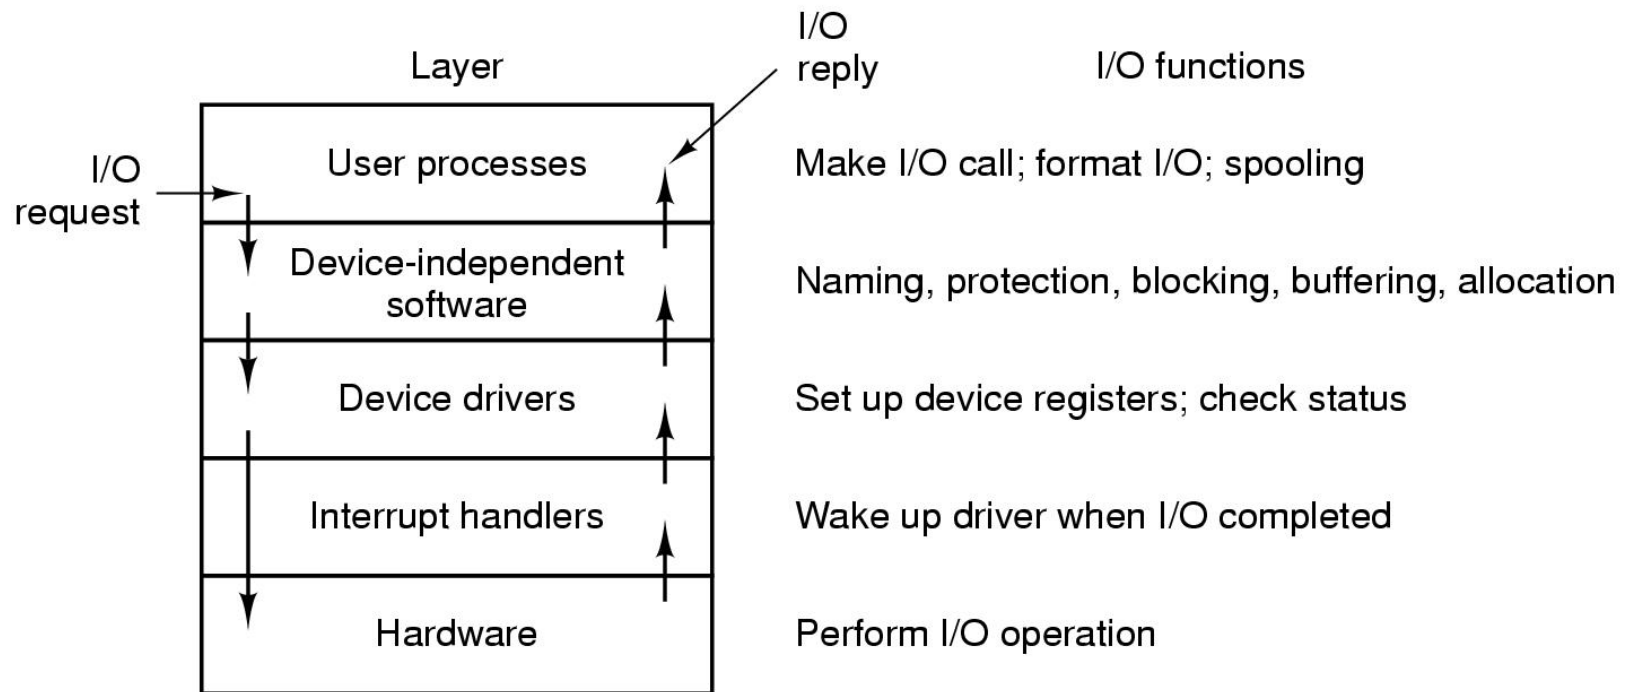 I/O
reply
Layer
I/O functions
I/O
request
User processes
Make I/O call; format I/O; spooling
Device-independent
software
Naming, protection, blocking, buffering, allocation
Device drivers
Set up device registers; check status
Interrupt handlers
Wake up driver when I/O completed
Hardware
Perform I/O operation